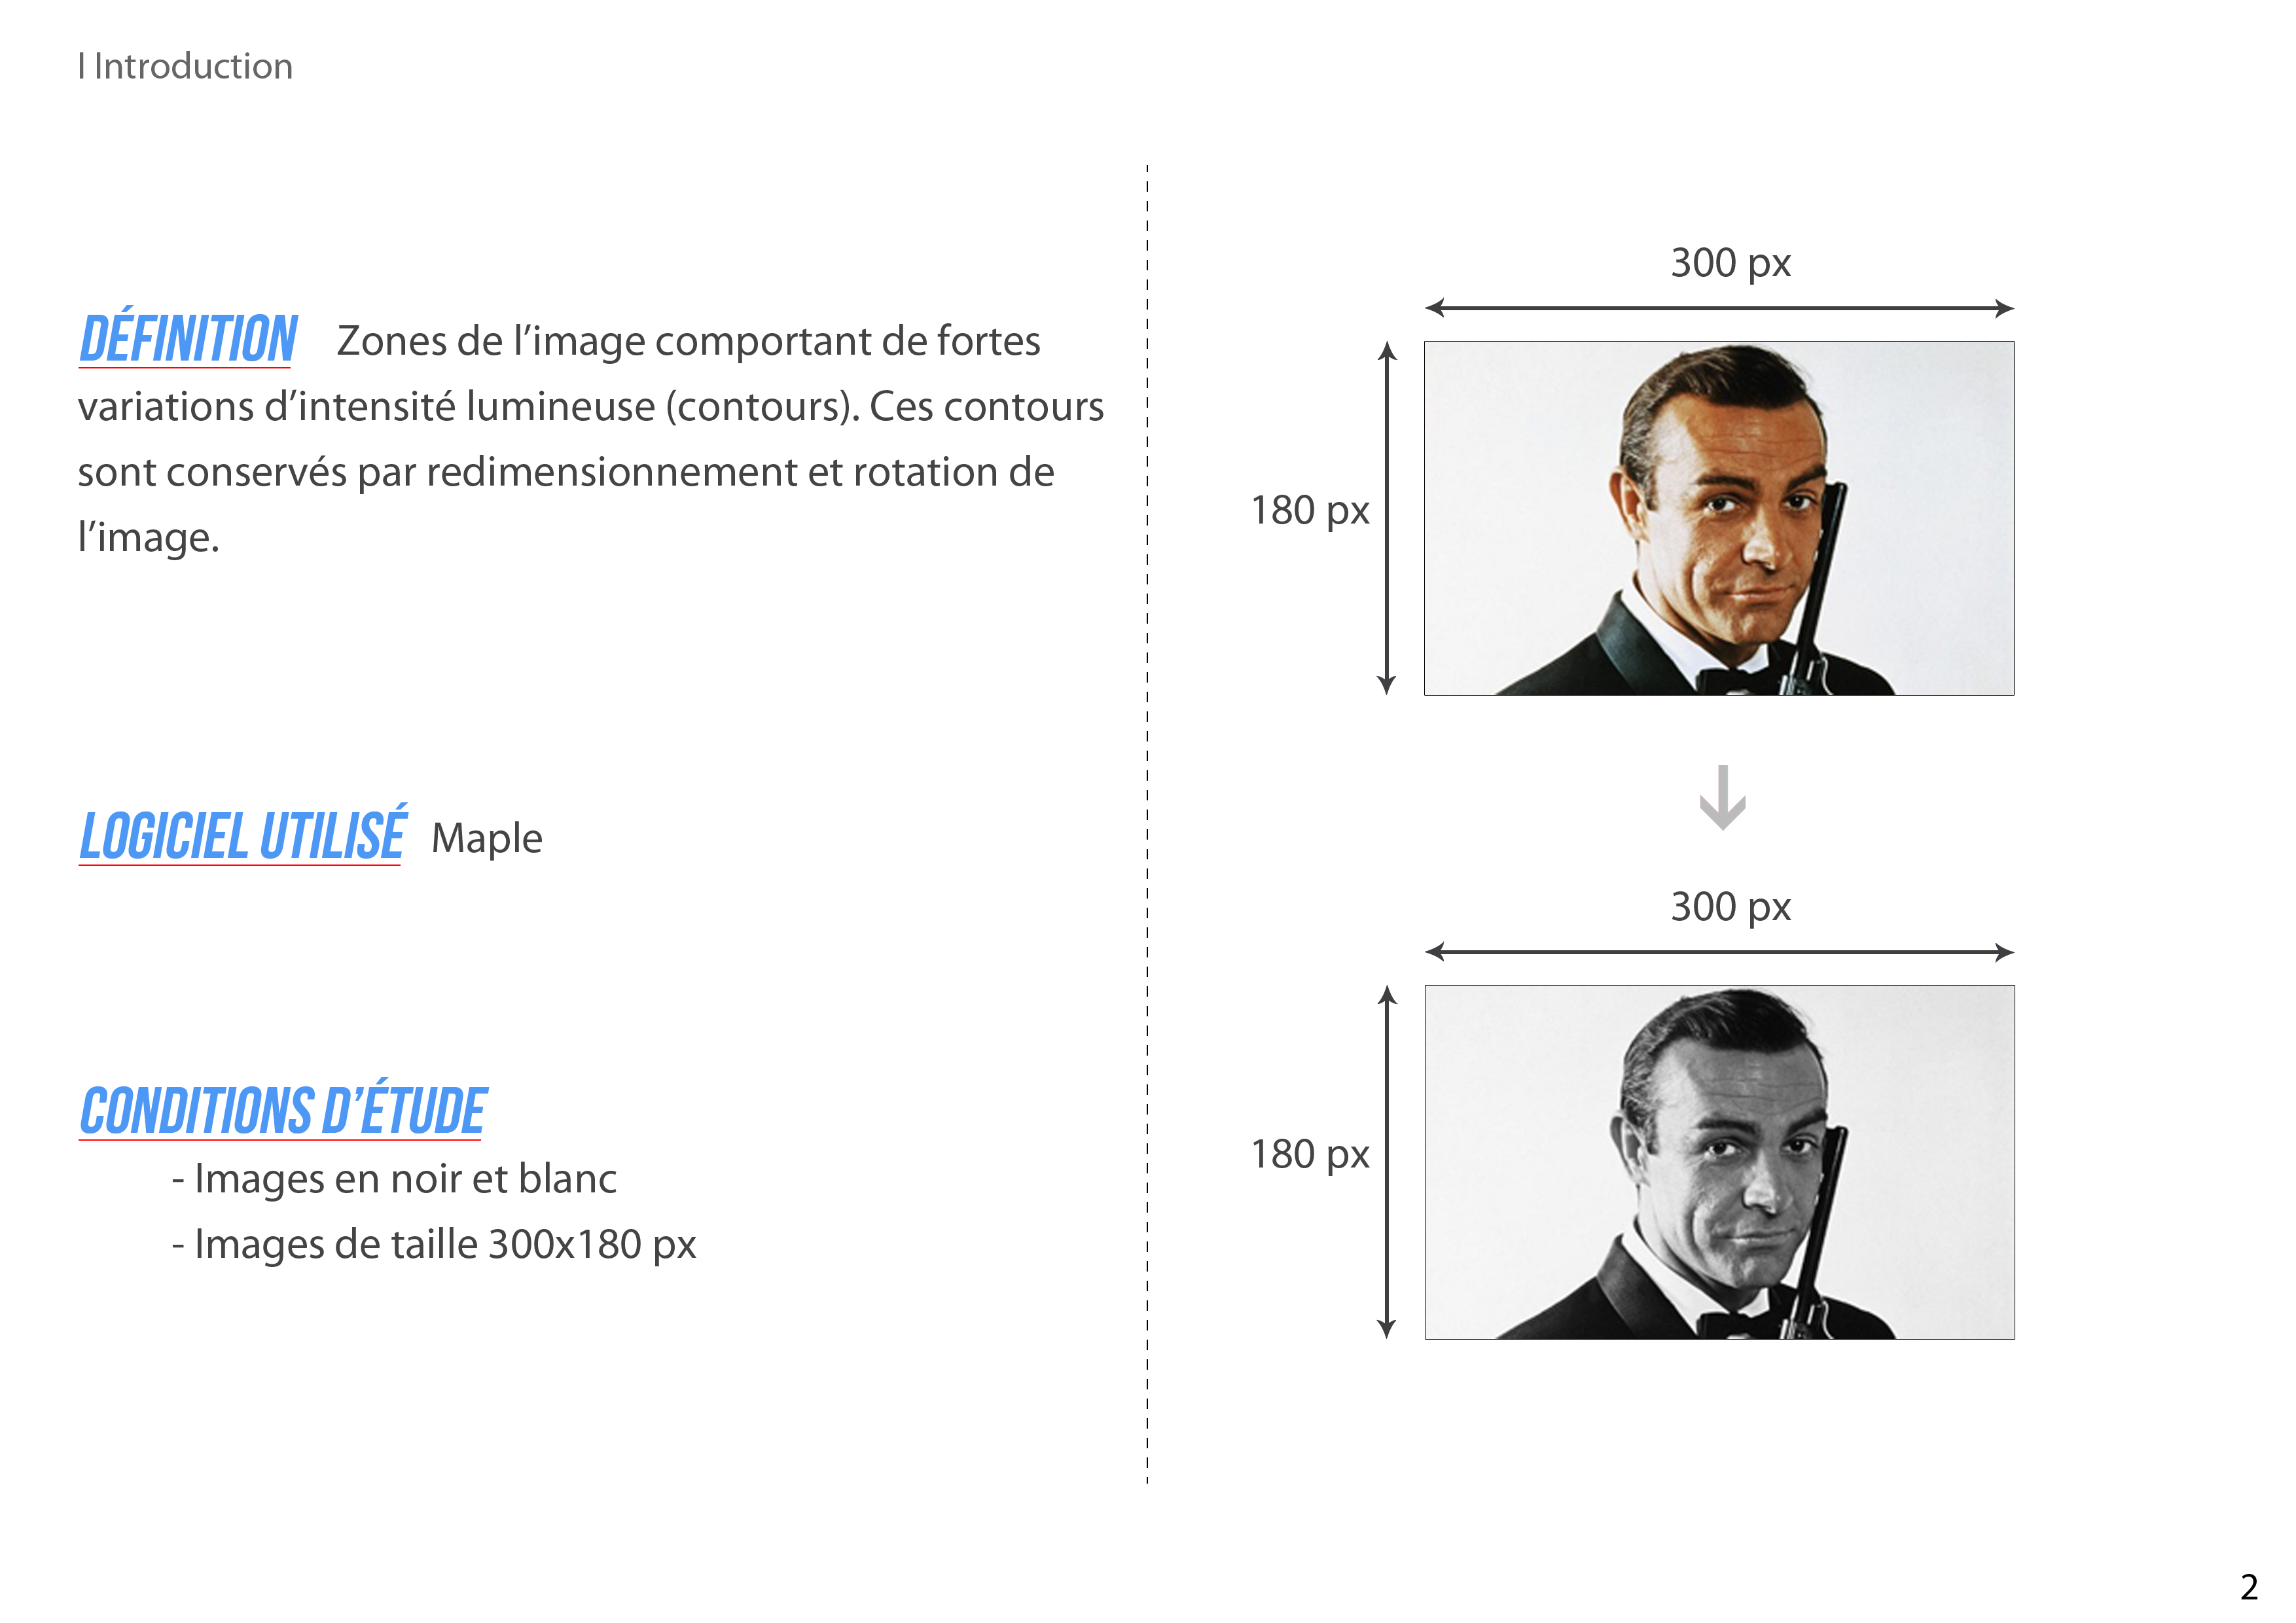 I Introduction
DÉFINITION Zones de l’image comportant de fortes
variations d’intensité lumineuse (contours). Ces contours
sont conservés par redimensionnement et rotation de
l’image.
LOGICIEL UTILISÉ Maple
CONDITIONS D’ÉTUDE
- Images en noir et blanc
- Images de taille 300x180 px
300 px
180 px
300 px
180 px
2